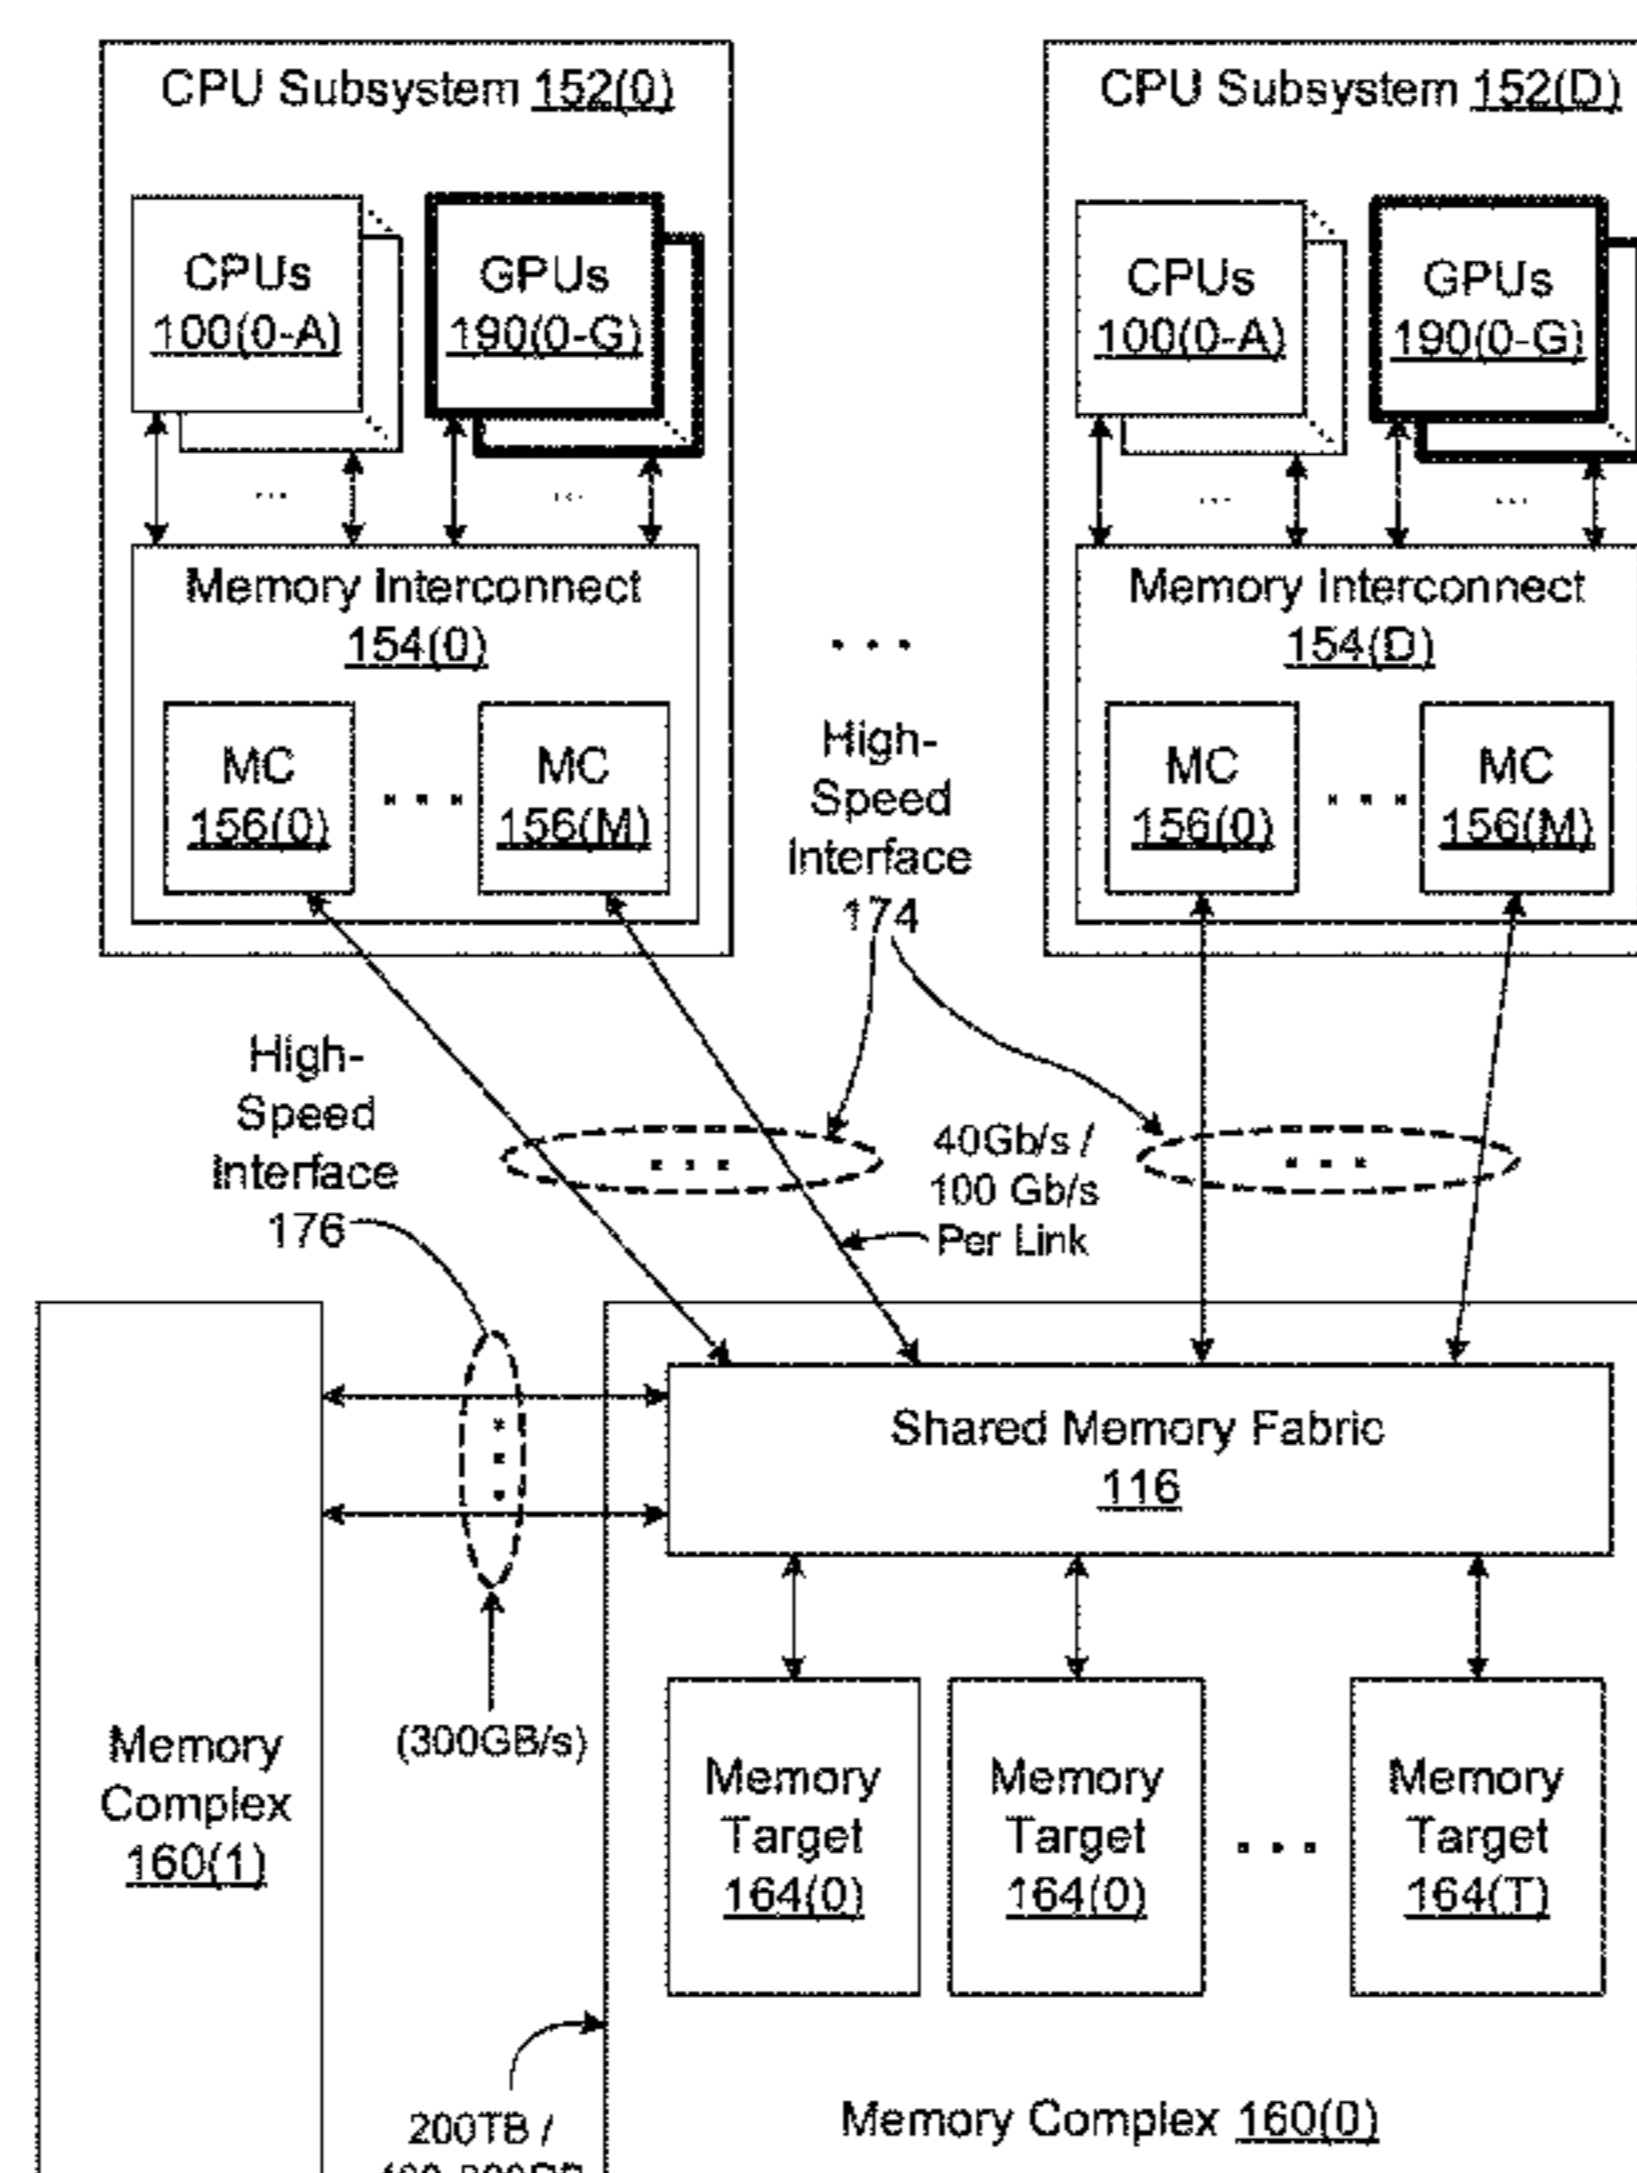 CPU Subsystem 152(0)
CPUs
100(0-A)
GPUs
190(0-G)
...
...
Memory Interconnect
154(0)
MC
156(0)
...
MC
156(M)
...
CPU Subsystem 152(D)
CPUs
100(0-A)
GPUs
190(0-G)
...
...
Memory Interconnect
154(D)
MC
156(0)
...
MC
156(M)
High-
Speed
Interface
174
High-
Speed
Interface
176
...
40Gb/s /
100 Gb/s
Per Link
...
Shared Memory Fabric
116
(300GB/s)
Memory
Complex
160(1)
Memory
Target
164(0)
Memory
Target
164(0)
...
Memory
Target
164(T)
200TB /
Memory Complex 160(0)